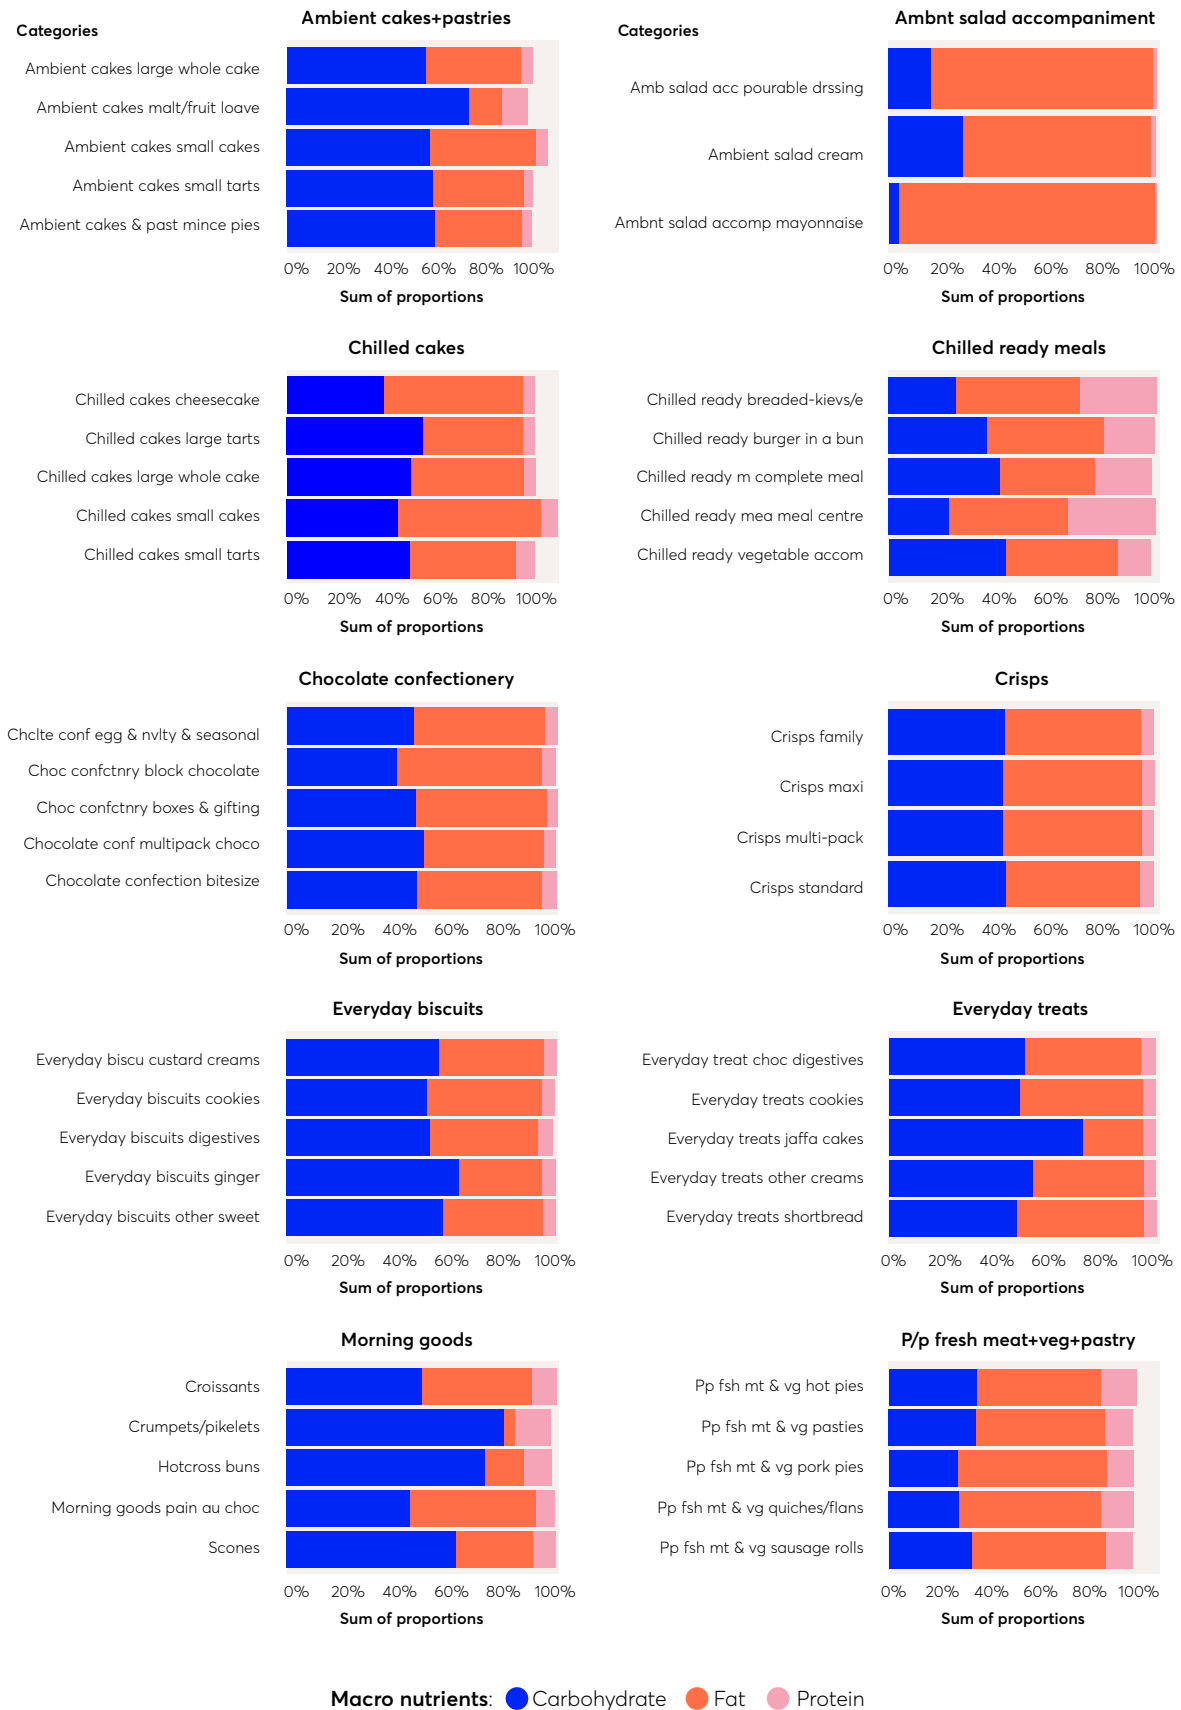 Ambient cakes+pastries
Categories
Ambient cakes large whole cake
Ambient cakes malt/fruit loave
Ambient cakes small cakes
Ambient cakes small tarts
Ambient cakes & past mince pies
0% 20% 40% 60% 80% 100%
Sum of proportions
Ambnt salad accompaniment
Categories
Amb salad acc pourable drssing
Ambient salad cream
Ambnt salad accomp mayonnaise
0% 20% 40% 60% 80% 100%
Sum of proportions
Chilled cakes
Chilled cakes cheesecake
Chilled cakes large tarts
Chilled cakes large whole cake
Chilled cakes small cakes
Chilled cakes small tarts
0% 20% 40% 60% 80% 100%
Sum of proportions
Chilled ready meals
Chilled ready breaded-kievs/e
Chilled ready burger in a bun
Chilled ready m complete meal
Chilled ready mea meal centre
Chilled ready vegetable accom
0% 20% 40% 60% 80% 100%
Sum of proportions
Chocolate confectionery
Chclte conf egg & nvlty & seasonal
Choc confctnry block chocolate
Choc confctnry boxes & gifting
Chocolate conf multipack choco
Chocolate confection bitesize
0% 20% 40% 60% 80% 100%
Sum of proportions
Crisps
Crisps family
Crisps maxi
Crisps multi-pack
Crisps standard
0% 20% 40% 60% 80% 100%
Sum of proportions
Everyday biscuits
Everyday biscu custard creams
Everyday biscuits cookies
Everyday biscuits digestives
Everyday biscuits ginger
Everyday biscuits other sweet
0% 20% 40% 60% 80% 100%
Sum of proportions
Everyday treats
Everyday treat choc digestives
Everyday treats cookies
Everyday treats jaffa cakes
Everyday treats other creams
Everyday treats shortbread
0% 20% 40% 60% 80% 100%
Sum of proportions
Morning goods
Croissants
Crumpets/pikelets
Hotcross buns
Morning goods pain au choc
Scones
0% 20% 40% 60% 80% 100%
Sum of proportions
P/p fresh meat+veg+pastry
Pp fsh mt & vg hot pies
Pp fsh mt & vg pasties
Pp fsh mt & vg pork pies
Pp fsh mt & vg quiches/flans
Pp fsh mt & vg sausage rolls
0% 20% 40% 60% 80% 100%
Sum of proportions
Macro nutrients: Carbohydrate Fat Protein